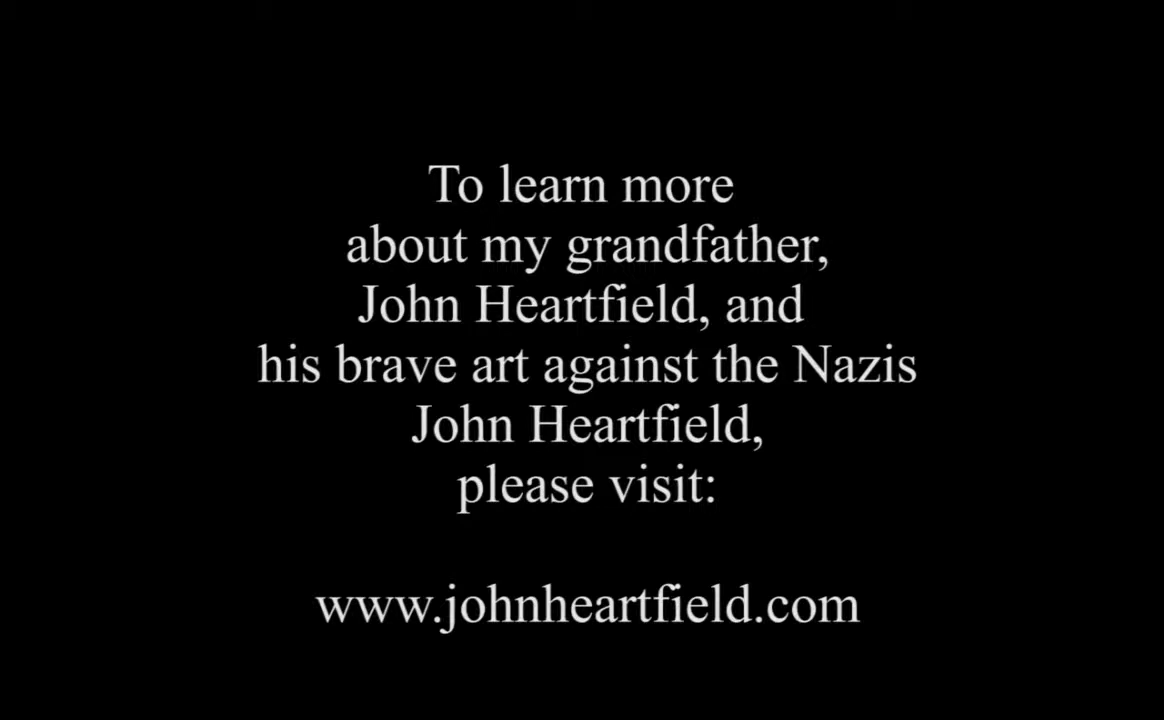 To learn more
about my grandfather,
John Heartfield, and
his brave art against the Nazis
John Heartfield,
please visit:
www.johnheartfield.com